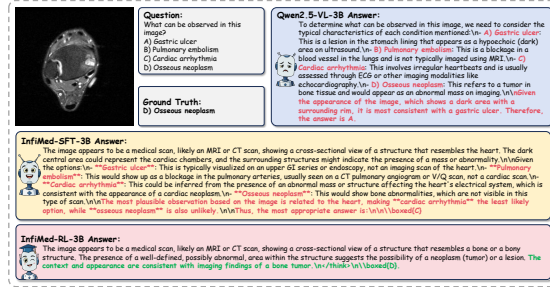 Question:
What can be observed in this
image?
A) Gastric ulcer
B) Pulmonary embolism
C) Cardiac arrhythmia
D) Osseous neoplasm
Ground Truth:
D) Osseous neoplasm
Qwen2.5-VL-3B Answer:
To determine what can be observed in this image, we need to consider the
typical characteristics of each condition mentioned:\n- A) Gastric ulcer:
This is a lesion in the stomach lining that appears as a hypoechoic (dark)
area on ultrasound.\n- B) Pulmonary embolism: This is a blockage in a
blood vessel in the lungs and is not typically imaged using MRI.\n- C)
Cardiac arrhythmia: This involves irregular heartbeats and is usually
assessed through ECG or other imaging modalities like
echocardiography.\n- D) Osseous neoplasm: This refers to a tumor in
bone tissue and would appear as an abnormal mass on imaging.\n\nGiven
the appearance of the image, which shows a dark area with a
surrounding rim, it is most consistent with a gastric ulcer. Therefore,
the answer is A.
InfiMed-SFT-3B Answer:
The image appears to be a medical scan, likely an MRI or CT scan, showing a cross-sectional view of a structure that resembles the heart. The dark
central area could represent the cardiac chambers, and the surrounding structures might indicate the presence of a mass or abnormality.\n\nGiven
the options:\n- **Gastric ulcer**: This is typically visualized on an upper GI series or endoscopy, not an imaging scan of the heart.\n- **Pulmonary
embolism**: This would show up as a blockage in the pulmonary arteries, usually seen on a CT pulmonary angiogram or V/Q scan, not a cardiac scan.\n-
**Cardiac arrhythmia**: This could be inferred from the presence of an abnormal mass or structure affecting the heart's electrical system, which is
consistent with the appearance of a cardiac neoplasm.\n- **Osseous neoplasm**: This would show bone abnormalities, which are not visible in this
type of scan.\n\nThe most plausible observation based on the image is related to the heart, making **cardiac arrhythmia** the least likely
option, while **osseous neoplasm** is also unlikely. \n\nThus, the most appropriate answer is:\n\n\boxed{C}
InfiMed-RL-3B Answer:
The image appears to be a medical scan, likely an MRI or CT scan, showing a cross-sectional view of a structure that resembles a bone or a bony
structure. The presence of a well-defined, possibly abnormal, area within the structure suggests the possibility of a neoplasm (tumor) or a lesion. The
context and appearance are consistent with imaging findings of a bone tumor.\n</think>\n\\boxed{D}.